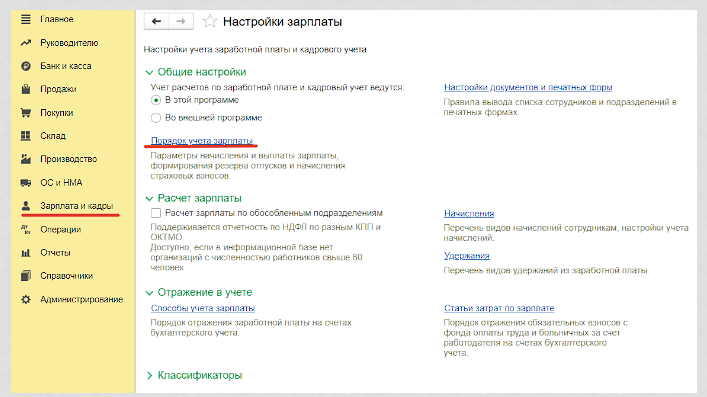 Главное
Руководителю
Банк и касса
Продажи
Покупки
Склад
Производство
ОС и НМА
Зарплата и кадры
Операции
Отчеты
Справочники
Администрирование
Настройки зарплаты
Настройки учета заработной платы и кадрового учета
Общие настройки
Учет расчетов по заработной плате и кадровый учет ведутся:
В этой программе
Во внешней программе
Порядок учета зарплаты
Параметры начисления и выплаты зарплаты,
формирования резерва отпусков и начисления
страховых взносов.
Настройки документов и печатных форм
Правила вывода списка сотрудников и подразделений в
печатных формах.
Расчет зарплаты
Расчет зарплаты по обособленным подразделениям
Поддерживается отчетность по НДФЛ по разным КПП и
ОКТМО.
Доступно, если в информационной базе нет
организаций с численностью работников свыше 60
человек
Начисления
Перечень видов начислений сотрудникам, настройки учета
начислений.
Удержания
Перечень видов удержаний из заработной платы
Отражение в учете
Способы учета зарплаты
Порядок отражения заработной платы на счетах
бухгалтерского учета.
Статьи затрат по зарплате
Порядок отражения обязательных взносов с
фонда оплаты труда и больничных за счет
работодателя на счетах бухгалтерского
учета.
Классификаторы